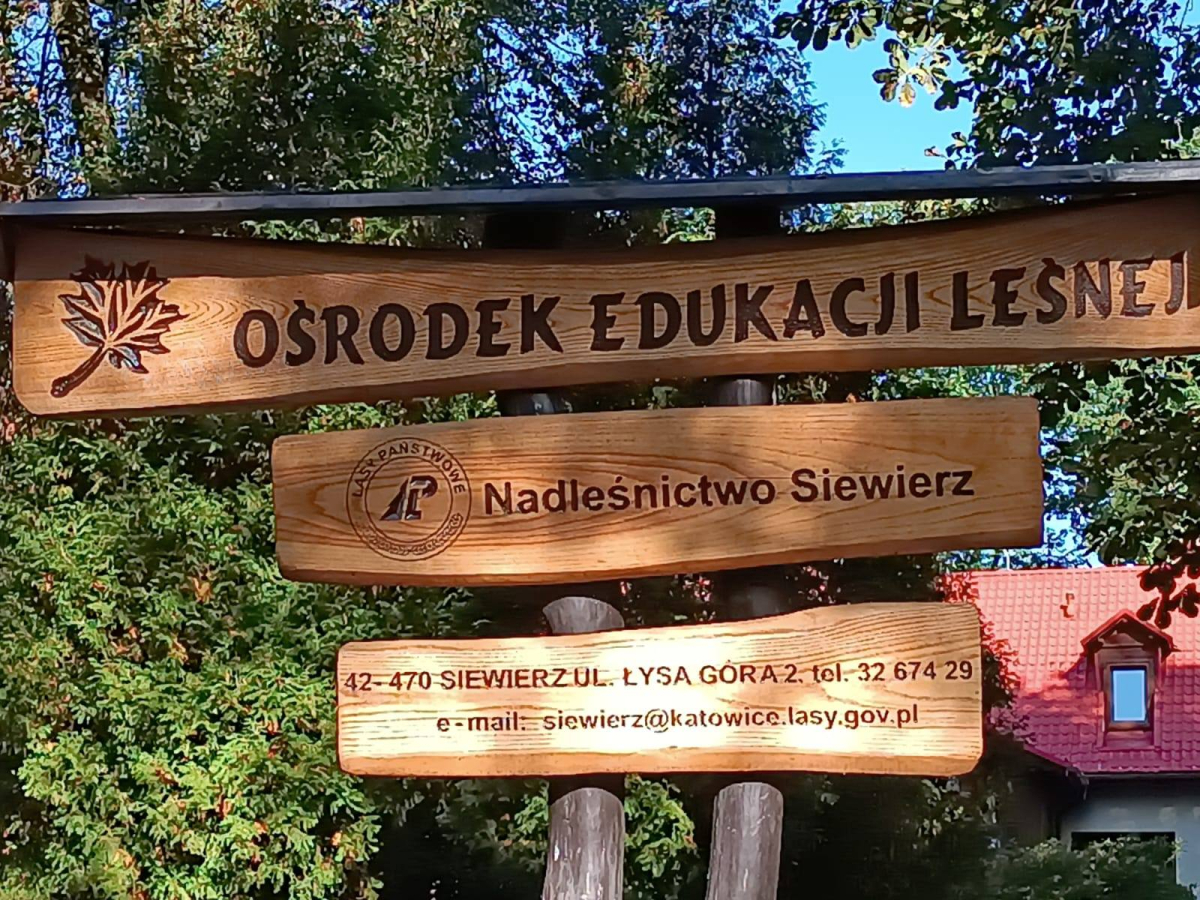 OŚRODEK EDUKACJI LEŚNEJ
LASY PAŃSTWOWE
LP
Nadleśnictwo Siewierz
42-470 SIEWIERZ UL. ŁYSA GÓRA 2. tel. 32 674 29
e-mail: siewierz@katowice.lasy.gov.pl